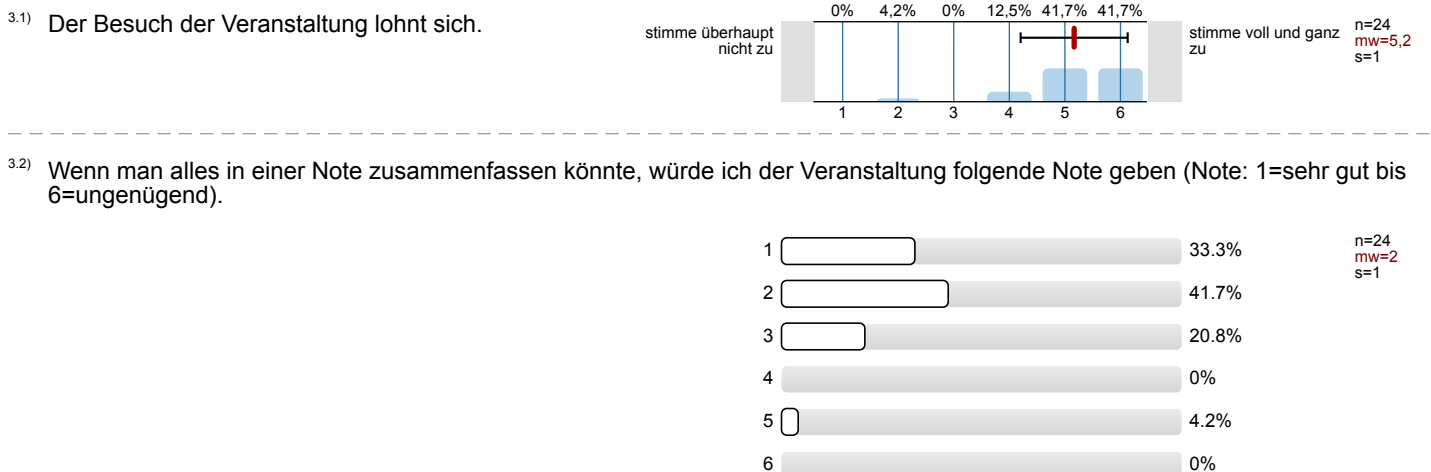 3.1) Der Besuch der Veranstaltung lohnt sich.
0% 4,2% 0% 12,5% 41,7% 41,7%
stimme überhaupt
nicht zu
stimme voll und ganz
zu
n=24
mw=5,2
s=1
1 2 3 4 5 6
3.2) Wenn man alles in einer Note zusammenfassen könnte, würde ich der Veranstaltung folgende Note geben (Note: 1=sehr gut bis
6=ungenügend).
n=24
mw=2
s=1
1 33.3%
2 41.7%
3 20.8%
4 0%
5 4.2%
6 0%